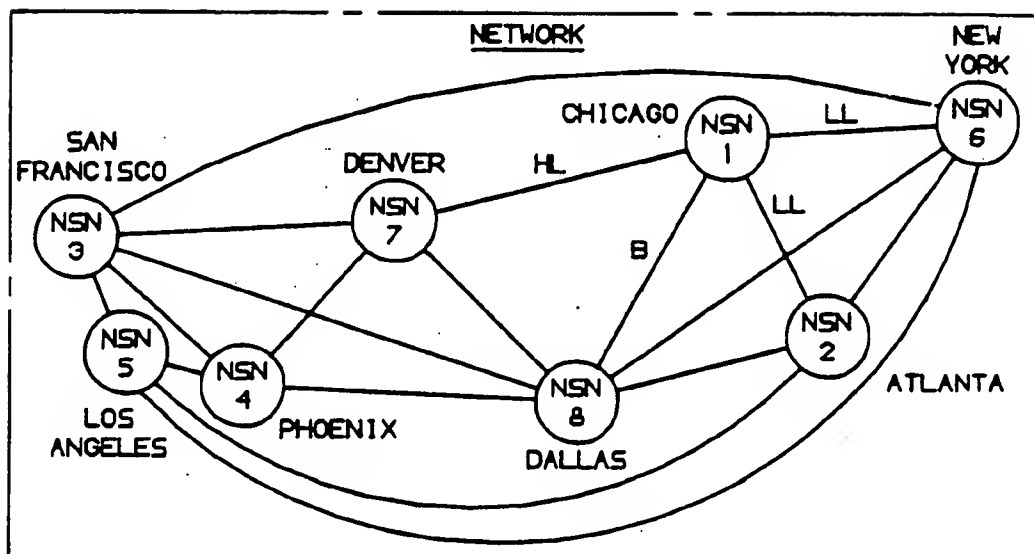 NETWORK
NEW
YORK
NSN
6
CHICAGO
NSN
1
LL
SAN
FRANCISCO
DENVER
HL
NSN
7
NSN
3
LL
B
NSN
5
NSN
4
NSN
8
NSN
2
ATLANTA
LOS
ANGELES
PHOENIX
DALLAS